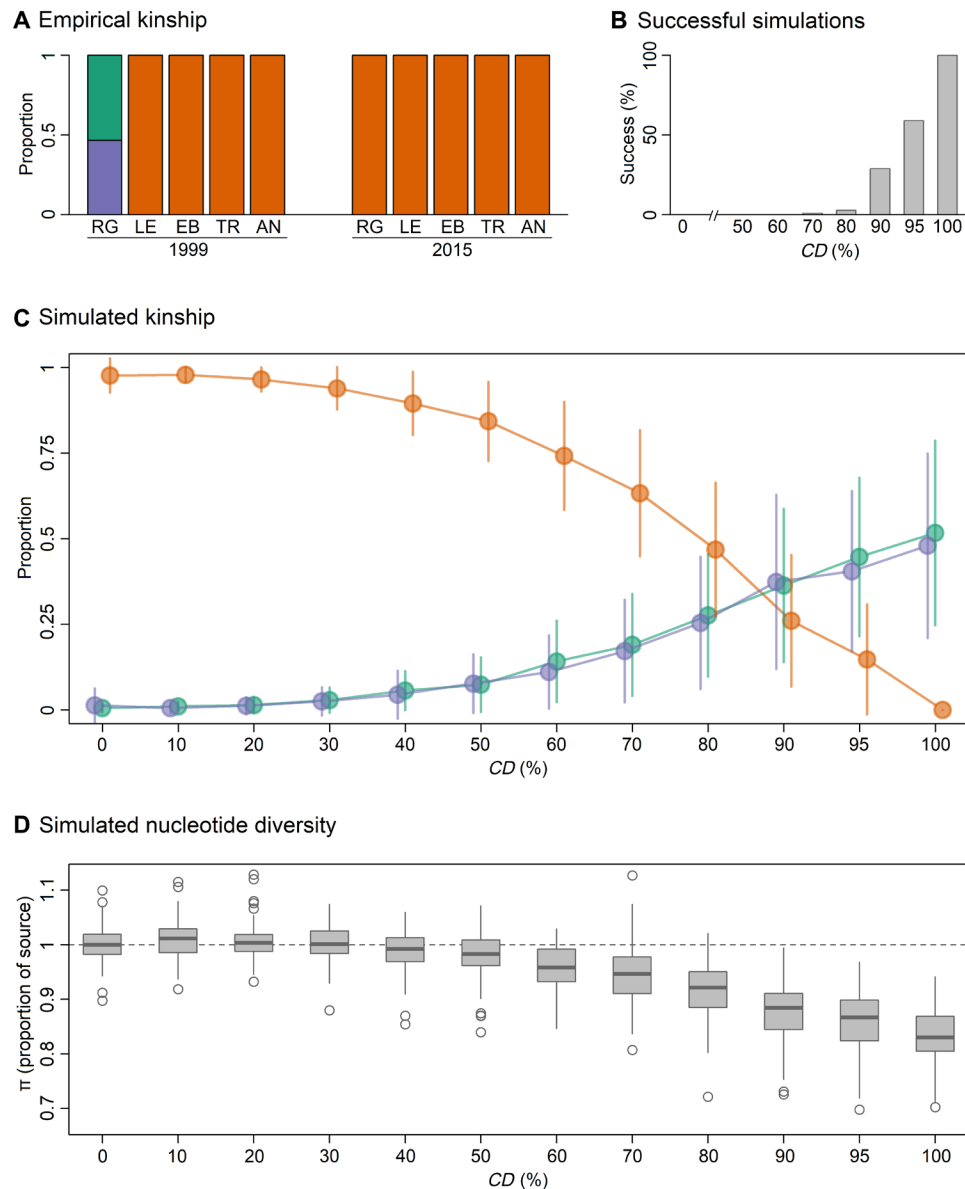 A Empirical kinship
Proportion
1
0.5
0
RG LE EB TR AN RG LE EB TR AN
1999 2015
B Successful simulations
Success (%)
100
50
0
0 50 60 70 80 90 95 100
CD (%)
C Simulated kinship
Proportion
1
0.75
0.5
0.25
0
0 10 20 30 40 50 60 70 80 90 95 100
CD (%)
D Simulated nucleotide diversity
π (proportion of source)
1.1
1
0.9
0.8
0.7
0 10 20 30 40 50 60 70 80 90 95 100
CD (%)